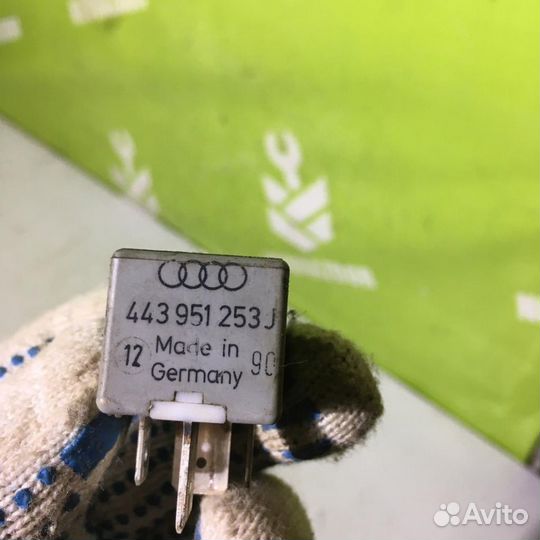 443 951 253 J
12 Made in 90
Germany
Avito